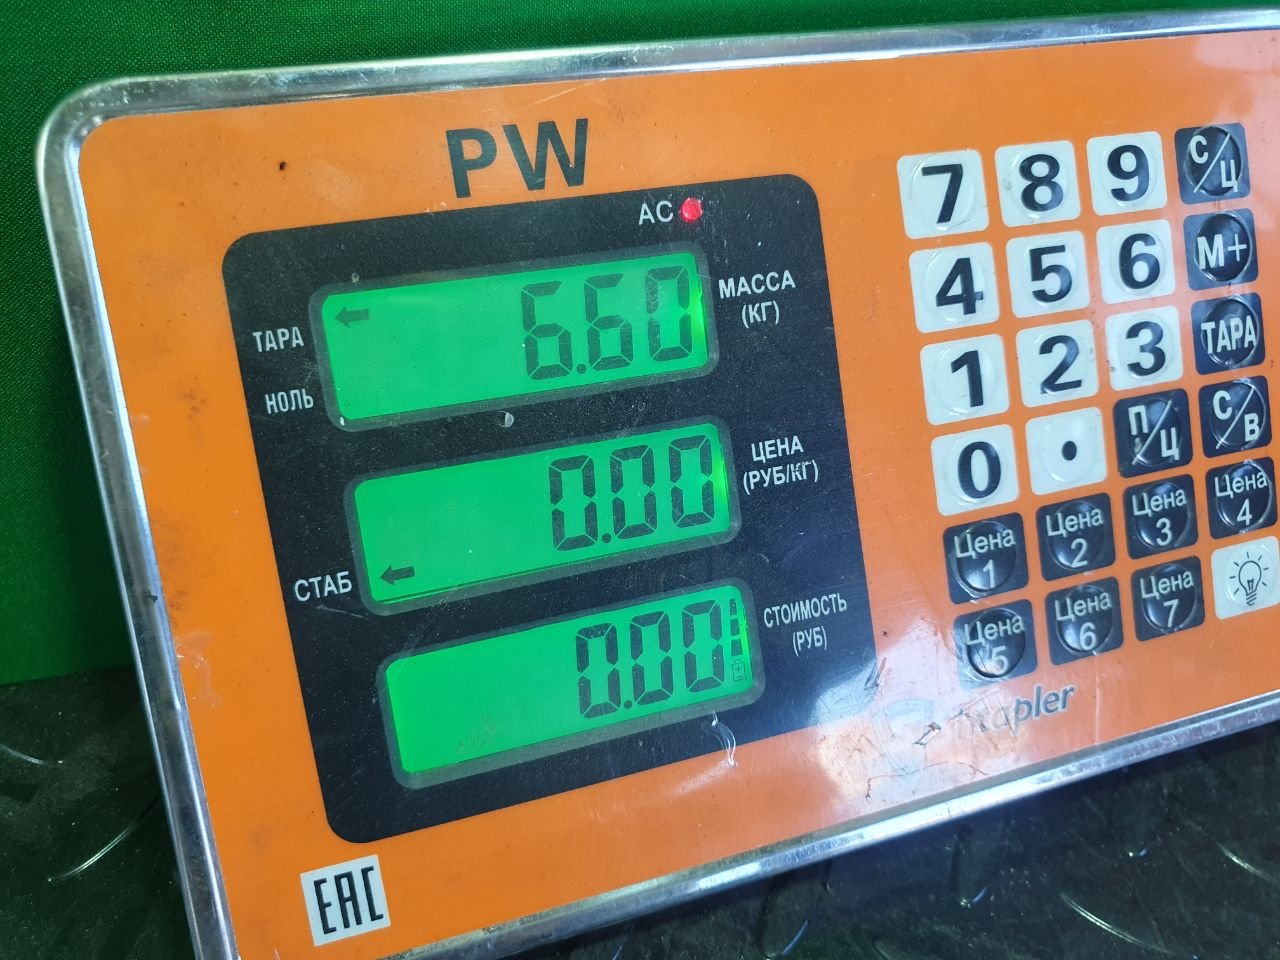 PW
AC
6.60
МАССА
(КГ)
ТАРА
НОЛЬ
0.00
ЦЕНА
(РУБ/КГ)
СТАБ
0.00
СТОИМОСТЬ
(РУБ)
7 8 9 С/Ц
4 5 6 М+
1 2 3 ТАРА
0 . П/Ц С/В
Цена 1 Цена 2 Цена 3 Цена 4
Цена 5 Цена 6 Цена 7
EAC